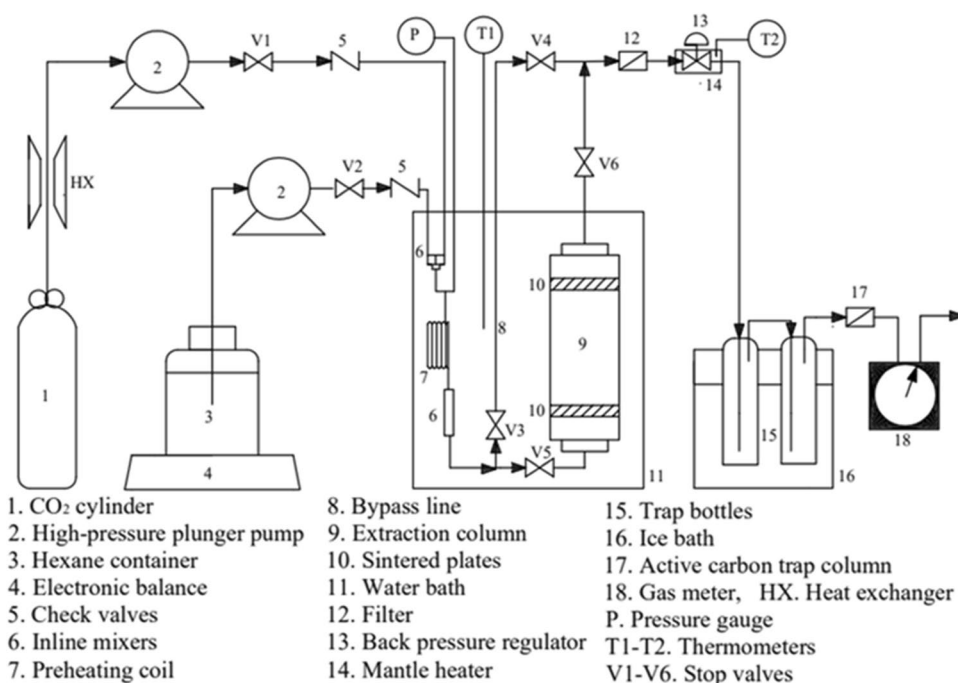 P
T1
13
T2
V1
5
V4
12
2
14
V2
5
V6
HX
2
6
10
8
9
17
7
1
3
6
10
V3
V5
15
18
4
11
16
1. CO₂ cylinder
2. High-pressure plunger pump
3. Hexane container
4. Electronic balance
5. Check valves
6. Inline mixers
7. Preheating coil
8. Bypass line
9. Extraction column
10. Sintered plates
11. Water bath
12. Filter
13. Back pressure regulator
14. Mantle heater
15. Trap bottles
16. Ice bath
17. Active carbon trap column
18. Gas meter, HX. Heat exchanger
P. Pressure gauge
T1-T2. Thermometers
V1-V6. Stop valves